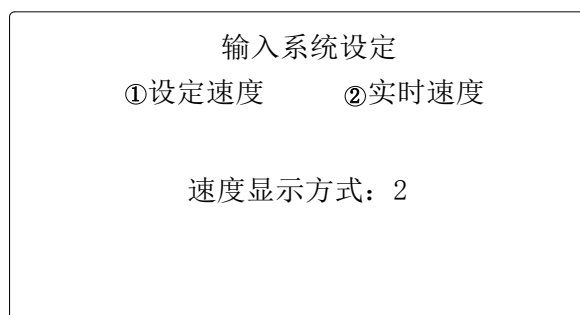 输入系统设定
①设定速度 ②实时速度
速度显示方式：2